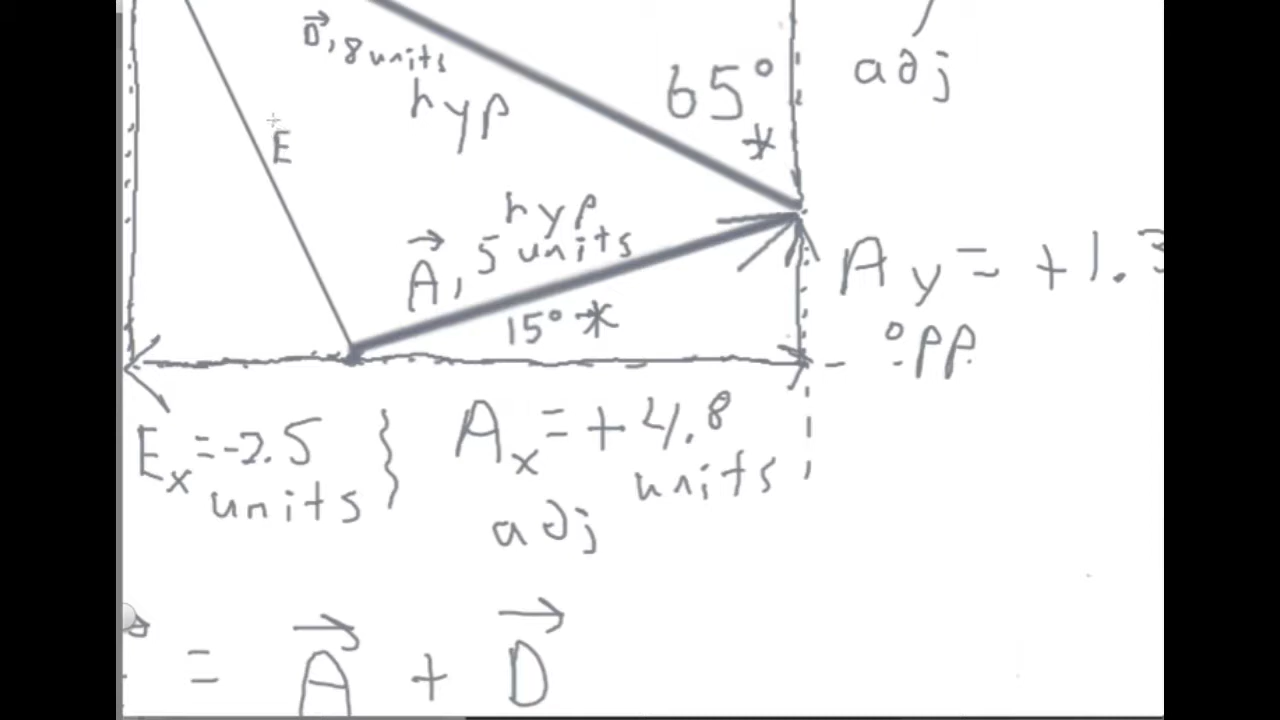 D, 8 units
hyp
65°
*
adj
E
hyp
A, 5 units
15° *
Ay = +1.3
opp
Ex = -2.5
units
}
Ax = +4.8
units
adj
= A + D